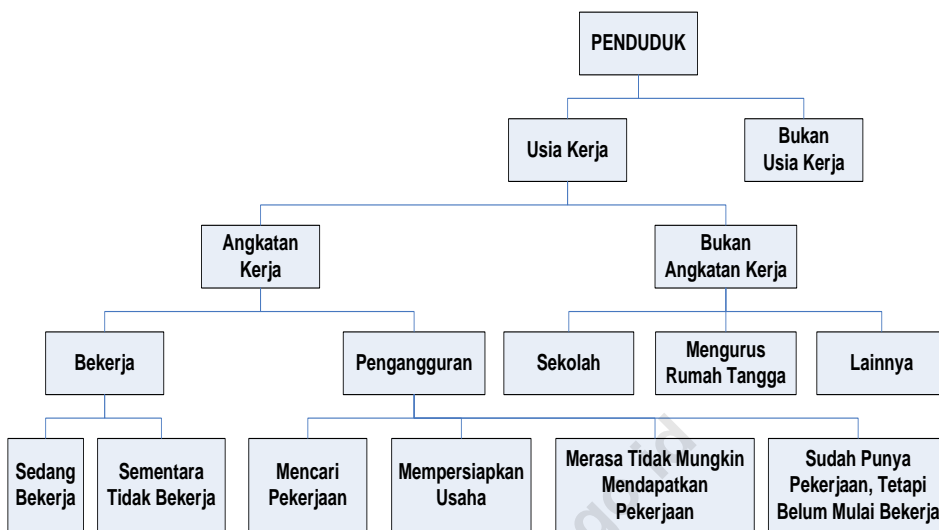 PENDUDUK
Usia Kerja
Bukan
Usia Kerja
Angkatan
Kerja
Bukan
Angkatan Kerja
Bekerja
Pengangguran
Sekolah
Mengurus
Rumah Tangga
Lainnya
Sedang
Bekerja
Sementara
Tidak Bekerja
Mencari
Pekerjaan
Mempersiapkan
Usaha
Merasa Tidak Mungkin
Mendapatkan
Pekerjaan
Sudah Punya
Pekerjaan, Tetapi
Belum Mulai Bekerja
go.id